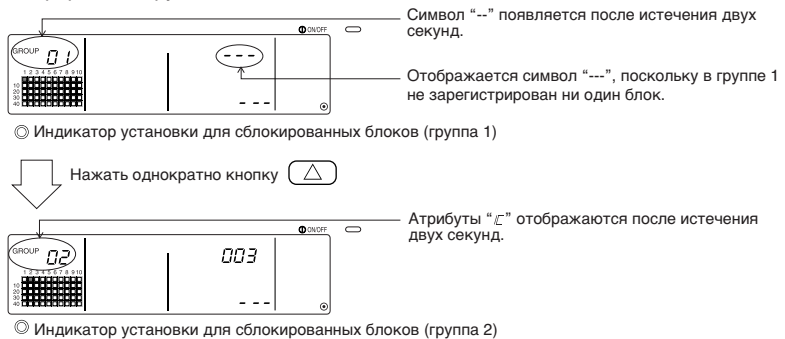 Символ “--” появляется после истечения двух
секунд.
ON/OFF
GROUP 01
- - -
1 2 3 4 5 6 7 8 9 10
10
20
30
40
- - -
Отображается символ “---”, поскольку в группе 1
не зарегистрирован ни один блок.
◎ Индикатор установки для сблокированных блоков (группа 1)
Нажать однократно кнопку △
Атрибуты “ㄷ” отображаются после истечения
двух секунд.
ON/OFF
GROUP 02
003
1 2 3 4 5 6 7 8 9 10
10
20
30
40
- - -
◎ Индикатор установки для сблокированных блоков (группа 2)